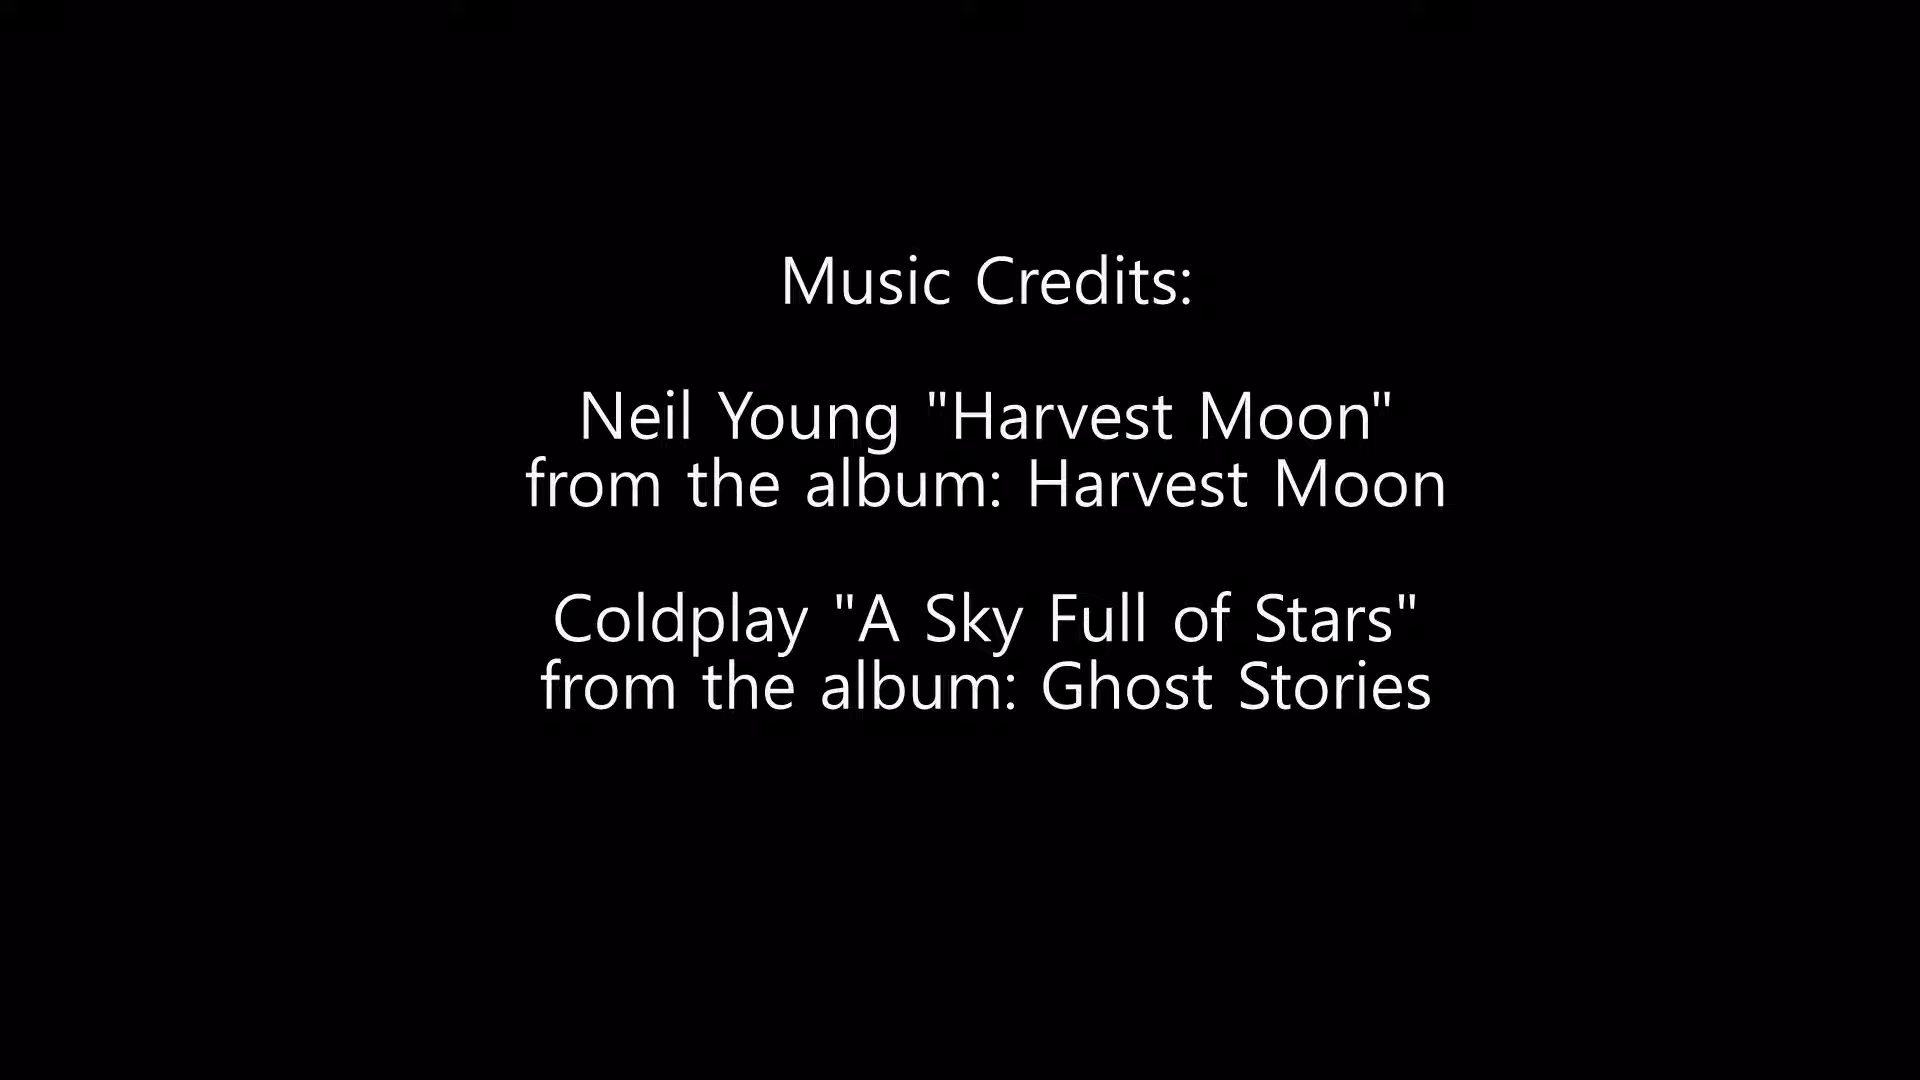 Music Credits:
Neil Young "Harvest Moon"
from the album: Harvest Moon
Coldplay "A Sky Full of Stars"
from the album: Ghost Stories